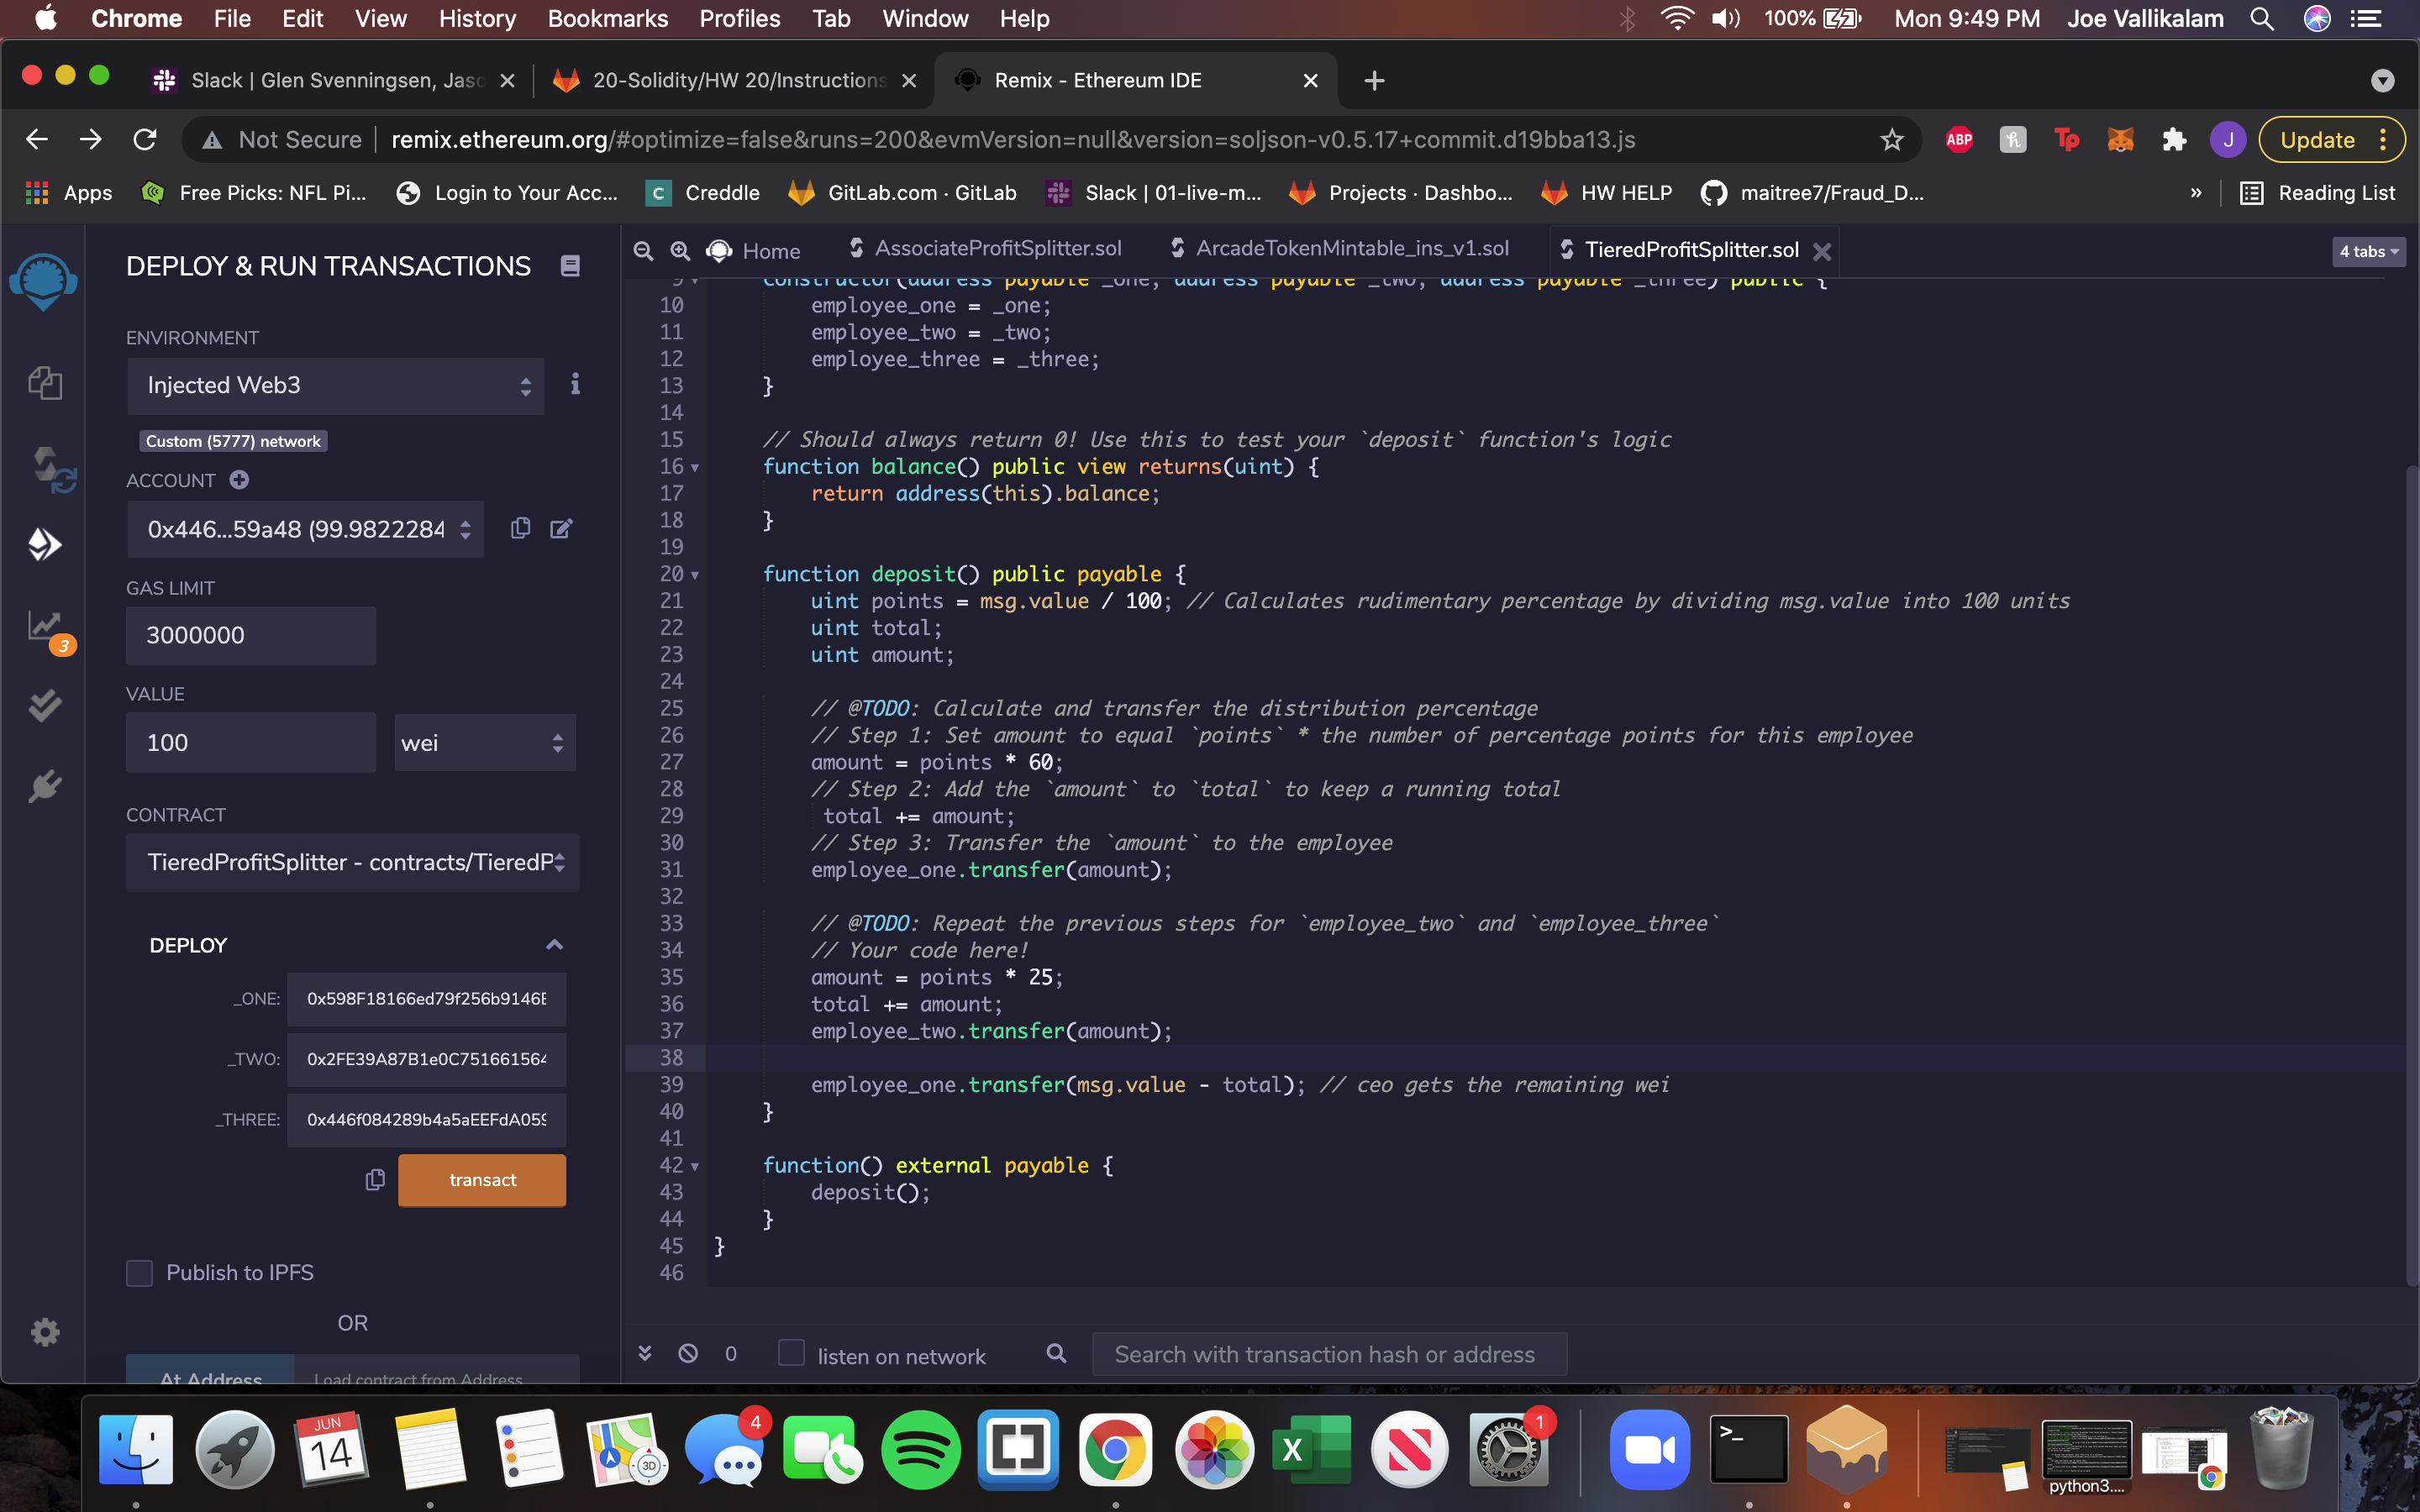 Chrome File Edit View History Bookmarks Profiles Tab Window Help 100% Mon 9:49 PM Joe Vallikalam
Slack | Glen Svenningsen, Jaso
20-Solidity/HW 20/Instructions
Remix - Ethereum IDE
Not Secure remix.ethereum.org/#optimize=false&runs=200&evmVersion=null&version=soljson-v0.5.17+commit.d19bba13.js
ABP h Tp J Update
Apps Free Picks: NFL Pi... Login to Your Acc... C Creddle GitLab.com · GitLab Slack | 01-live-m... Projects · Dashbo... HW HELP maitree7/Fraud_D... » Reading List
DEPLOY & RUN TRANSACTIONS
ENVIRONMENT
Injected Web3
i
Custom (5777) network
ACCOUNT
0x446...59a48 (99.9822284
GAS LIMIT
3000000
3
VALUE
100
wei
CONTRACT
TieredProfitSplitter - contracts/TieredP
DEPLOY
_ONE: 0x598F18166ed79f256b9146E
_TWO: 0x2FE39A87B1e0C751661564
_THREE: 0x446f084289b4a5aEEFdA059
transact
Publish to IPFS
OR
At Address Load contract from Address
Home AssociateProfitSplitter.sol ArcadeTokenMintable_ins_v1.sol TieredProfitSplitter.sol 4 tabs
9 constructor(address payable _one, address payable _two, address payable _three) public {
10 employee_one = _one;
11 employee_two = _two;
12 employee_three = _three;
13 }
14
15 // Should always return 0! Use this to test your `deposit` function's logic
16 function balance() public view returns(uint) {
17 return address(this).balance;
18 }
19
20 function deposit() public payable {
21 uint points = msg.value / 100; // Calculates rudimentary percentage by dividing msg.value into 100 units
22 uint total;
23 uint amount;
24
25 // @TODO: Calculate and transfer the distribution percentage
26 // Step 1: Set amount to equal `points` * the number of percentage points for this employee
27 amount = points * 60;
28 // Step 2: Add the `amount` to `total` to keep a running total
29 total += amount;
30 // Step 3: Transfer the `amount` to the employee
31 employee_one.transfer(amount);
32
33 // @TODO: Repeat the previous steps for `employee_two` and `employee_three`
34 // Your code here!
35 amount = points * 25;
36 total += amount;
37 employee_two.transfer(amount);
38
39 employee_one.transfer(msg.value - total); // ceo gets the remaining wei
40 }
41
42 function() external payable {
43 deposit();
44 }
45 }
46
0 listen on network Search with transaction hash or address
JUN
14
3D
4
X
1
>_
python3....